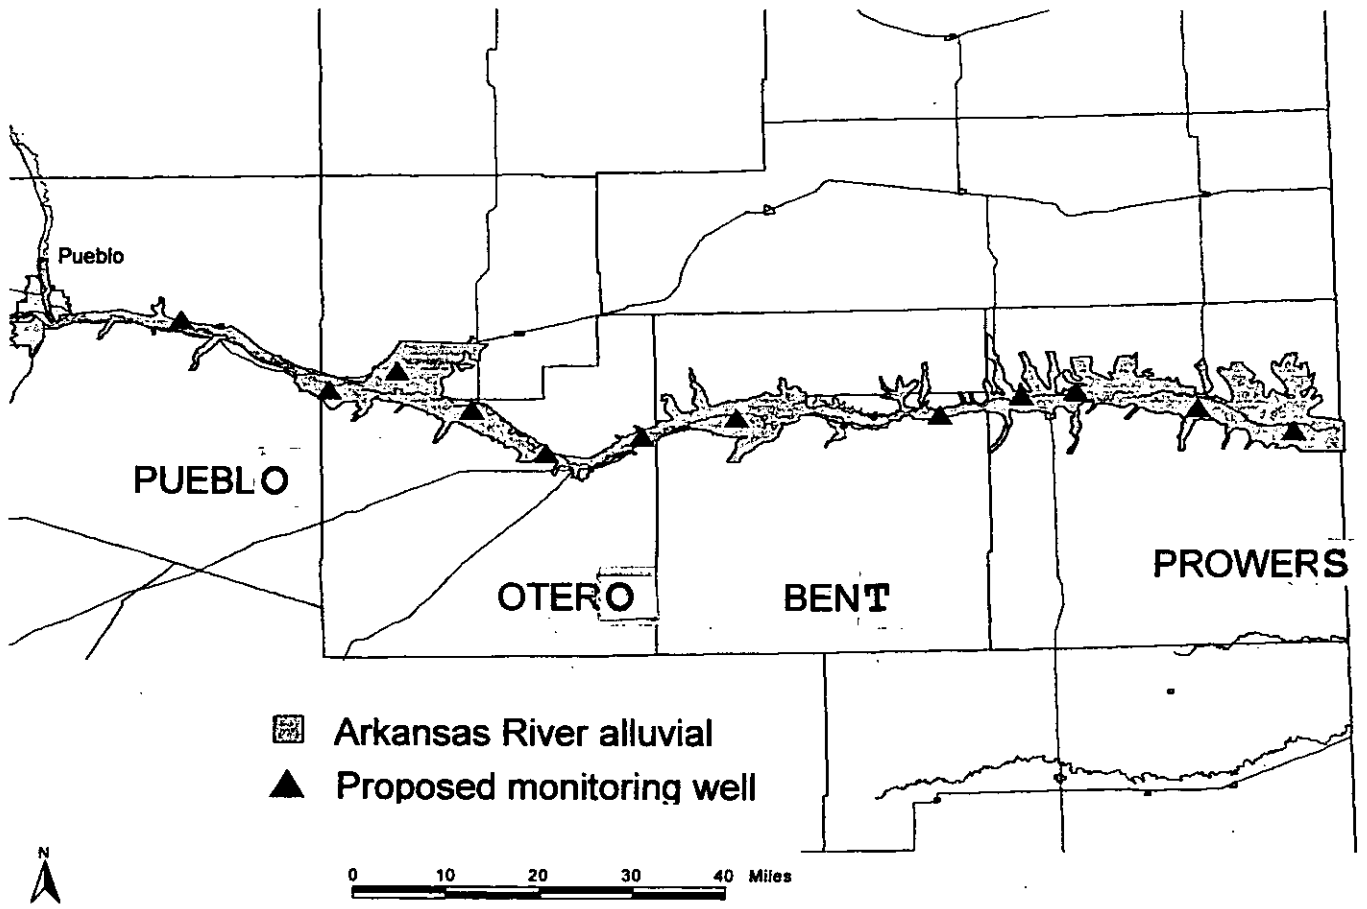 Pueblo
PUEBLO
OTERO
BENT
PROWERS
Arkansas River alluvial
Proposed monitoring well
N
0 10 20 30 40 Miles